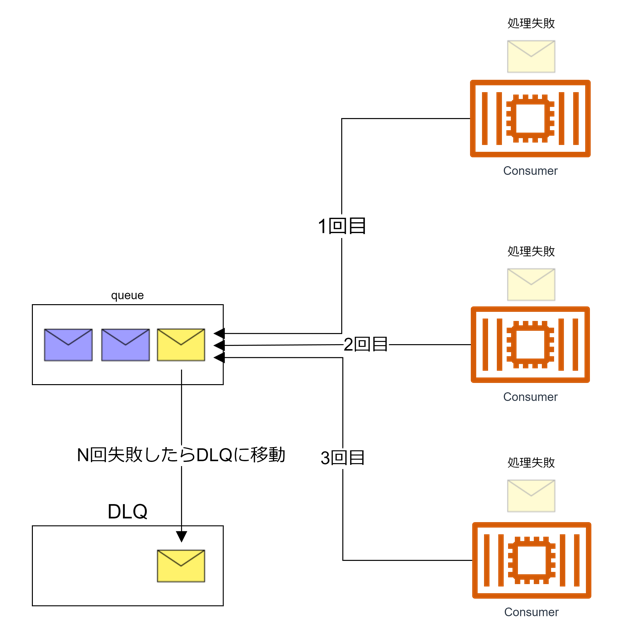 処理失敗
Consumer
1回目
処理失敗
queue
2回目
Consumer
N回失敗したらDLQに移動
3回目
処理失敗
DLQ
Consumer